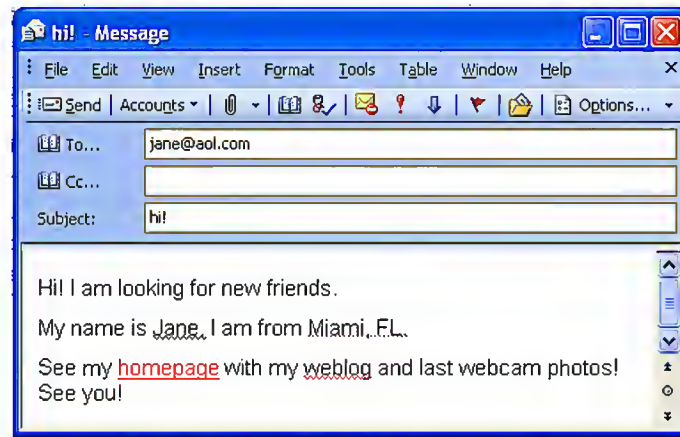 hi! - Message
File Edit View Insert Format Tools Table Window Help
Send Accounts Options...
To... jane@aol.com
Cc...
Subject: hi!
Hi! I am looking for new friends.
My name is Jane, I am from Miami, FL.
See my homepage with my weblog and last webcam photos!
See you!